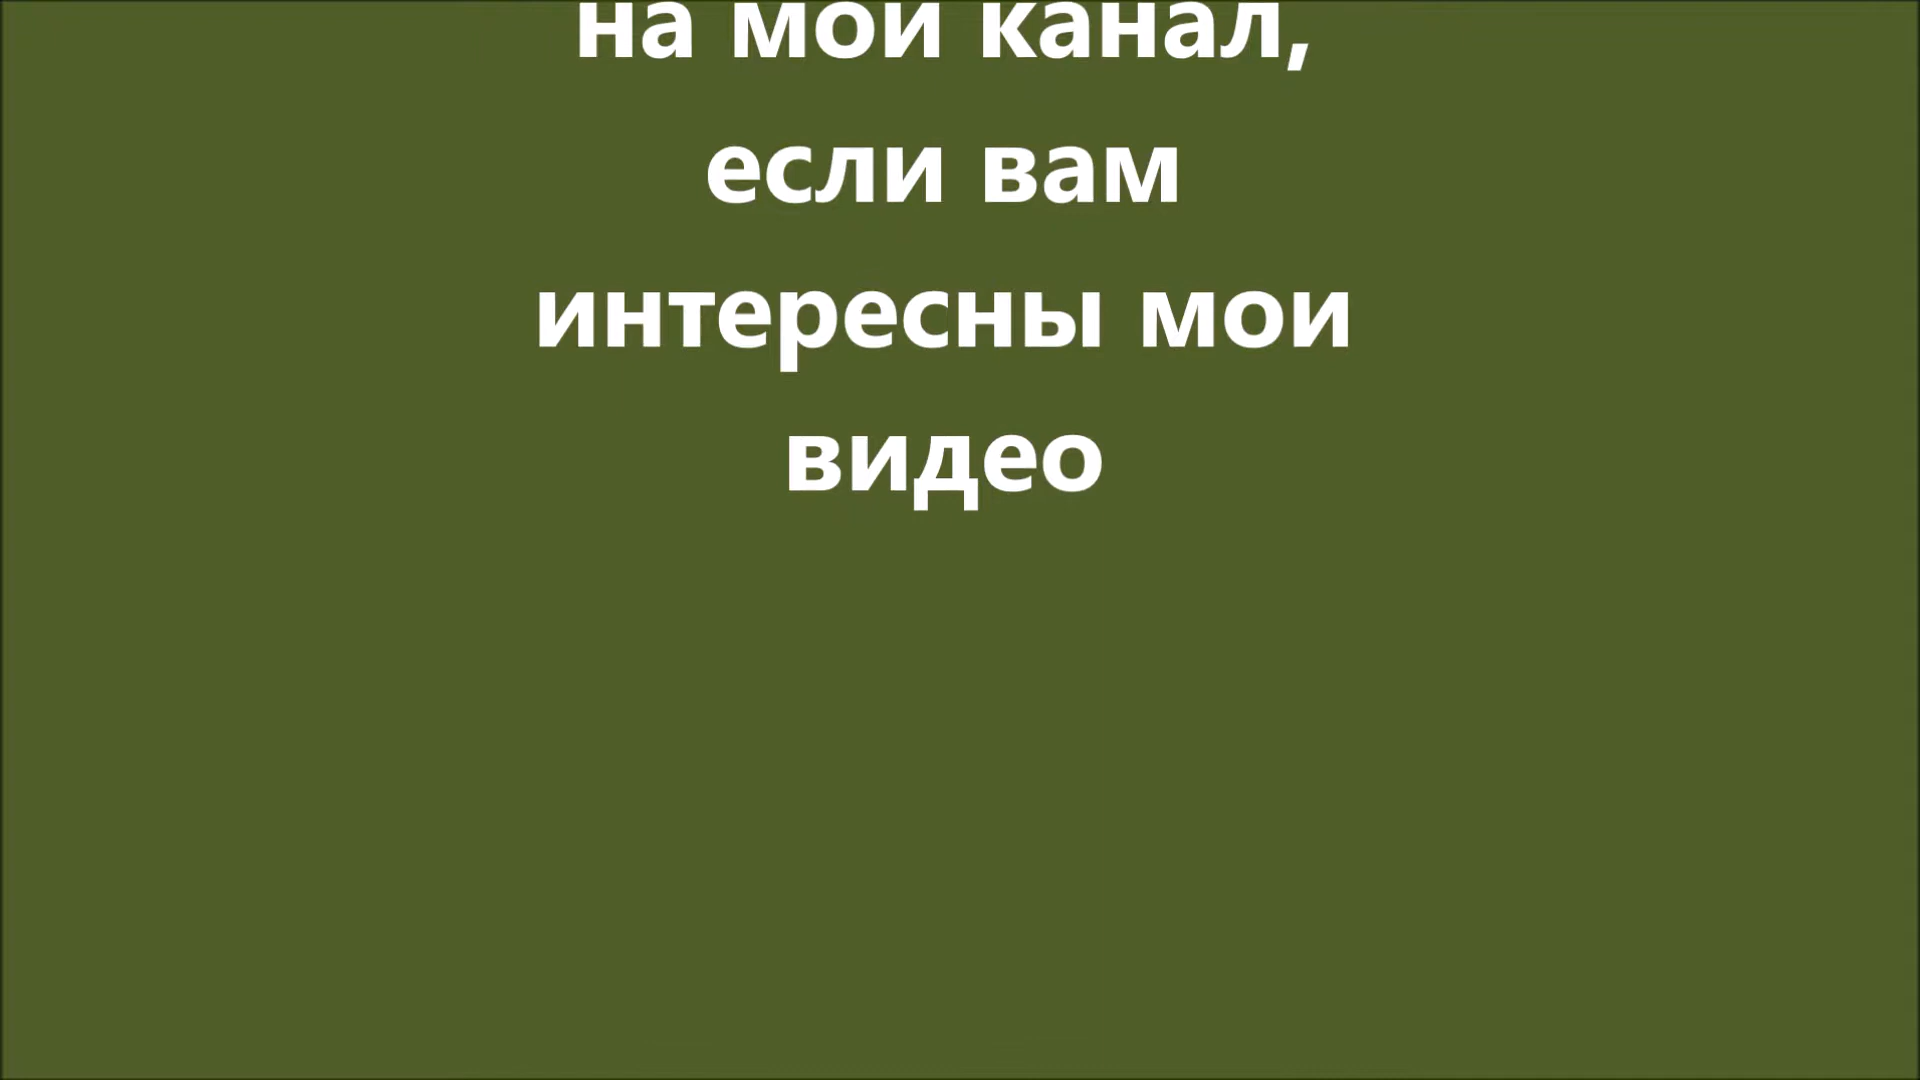 на мой канал,
если вам
интересны мои
видео